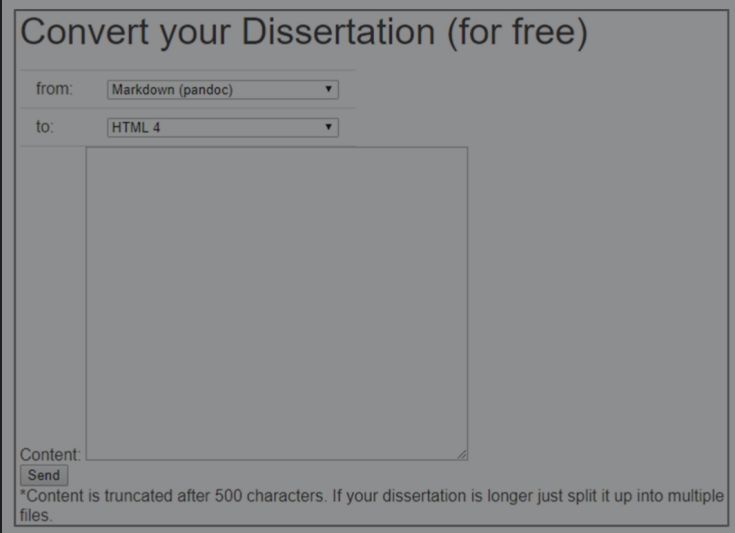 Convert your Dissertation (for free)
from: Markdown (pandoc)
to: HTML 4
Content:
Send
*Content is truncated after 500 characters. If your dissertation is longer just split it up into multiple
files.